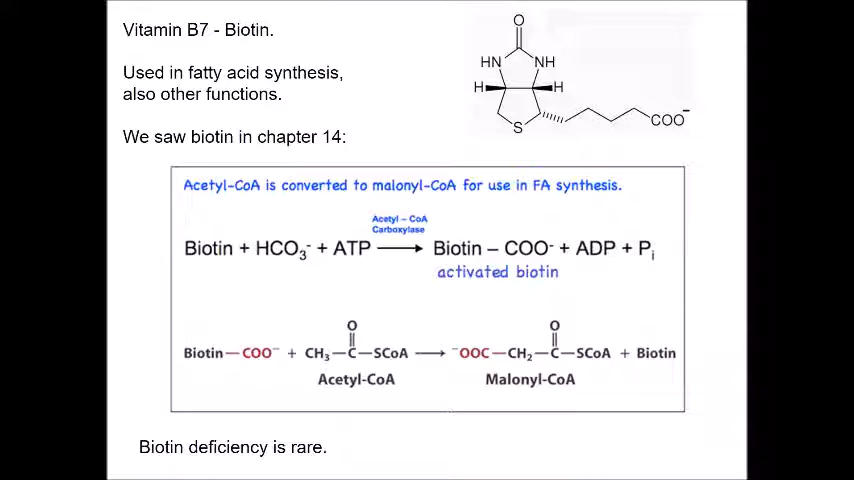 Vitamin B7 - Biotin.
Used in fatty acid synthesis,
also other functions.
We saw biotin in chapter 14:
O
HN NH
H H
S
COO⁻
Acetyl-CoA is converted to malonyl-CoA for use in FA synthesis.
Acetyl – CoA
Carboxylase
Biotin + HCO₃⁻ + ATP ⟶ Biotin – COO⁻ + ADP + Pᵢ
activated biotin
O O
|| ||
Biotin—COO⁻ + CH₃—C—SCoA ⟶ ⁻OOC—CH₂—C—SCoA + Biotin
Acetyl-CoA Malonyl-CoA
Biotin deficiency is rare.